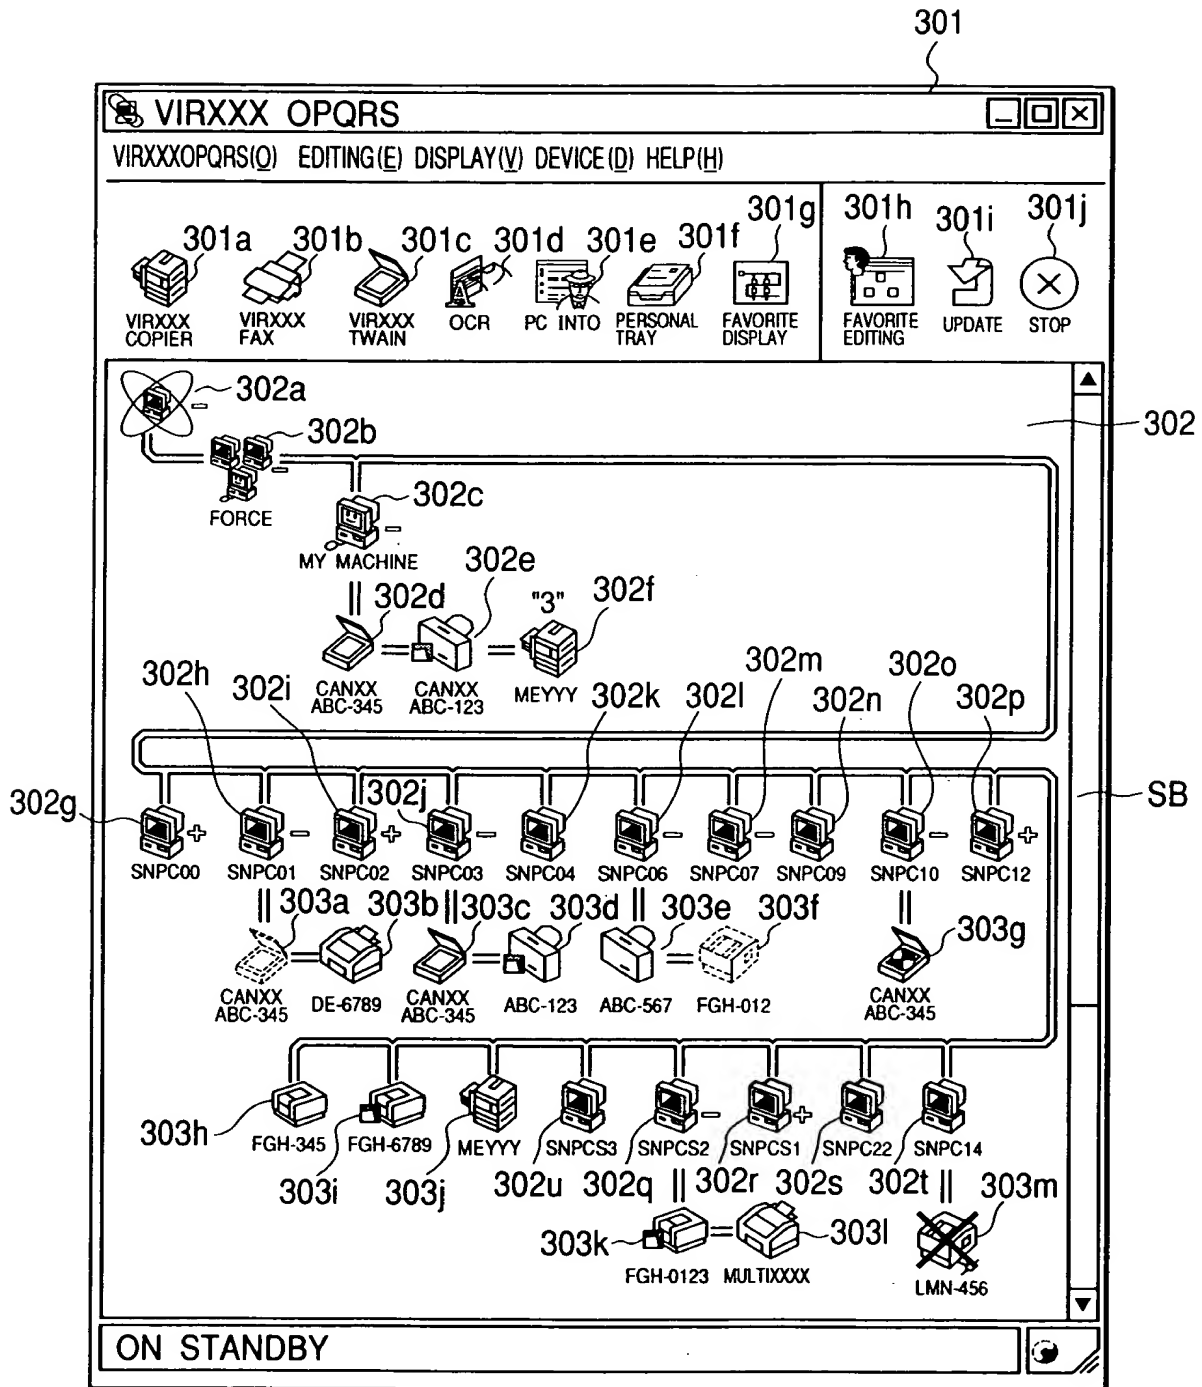 301
VIRXXX OPQRS
VIRXXXOPQRS(O) EDITING(E) DISPLAY(V) DEVICE(D) HELP(H)
301a 301b 301c 301d 301e 301f 301g 301h 301i 301j
VIRXXX COPIER
VIRXXX FAX
VIRXXX TWAIN
OCR
PC INTO
PERSONAL TRAY
FAVORITE DISPLAY
FAVORITE EDITING
UPDATE
STOP
302a
302b
302
FORCE
302c
MY MACHINE
302e
302d "3" 302f
CANXX ABC-345
CANXX ABC-123
MEYYY
302h 302i 302k 302l 302m 302n 302o 302p
302g 302j SB
+ - + - - - - +
SNPC00 SNPC01 SNPC02 SNPC03 SNPC04 SNPC06 SNPC07 SNPC09 SNPC10 SNPC12
303a 303b 303c 303d 303e 303f 303g
CANXX ABC-345
DE-6789
CANXX ABC-345
ABC-123
ABC-567
FGH-012
CANXX ABC-345
303h
- +
FGH-345 FGH-6789 MEYYY SNPCS3 SNPCS2 SNPCS1 SNPC22 SNPC14
303i 303j 302u 302q 302r 302s 302t 303m
303k 303l
FGH-0123 MULTIXXXX LMN-456
ON STANDBY